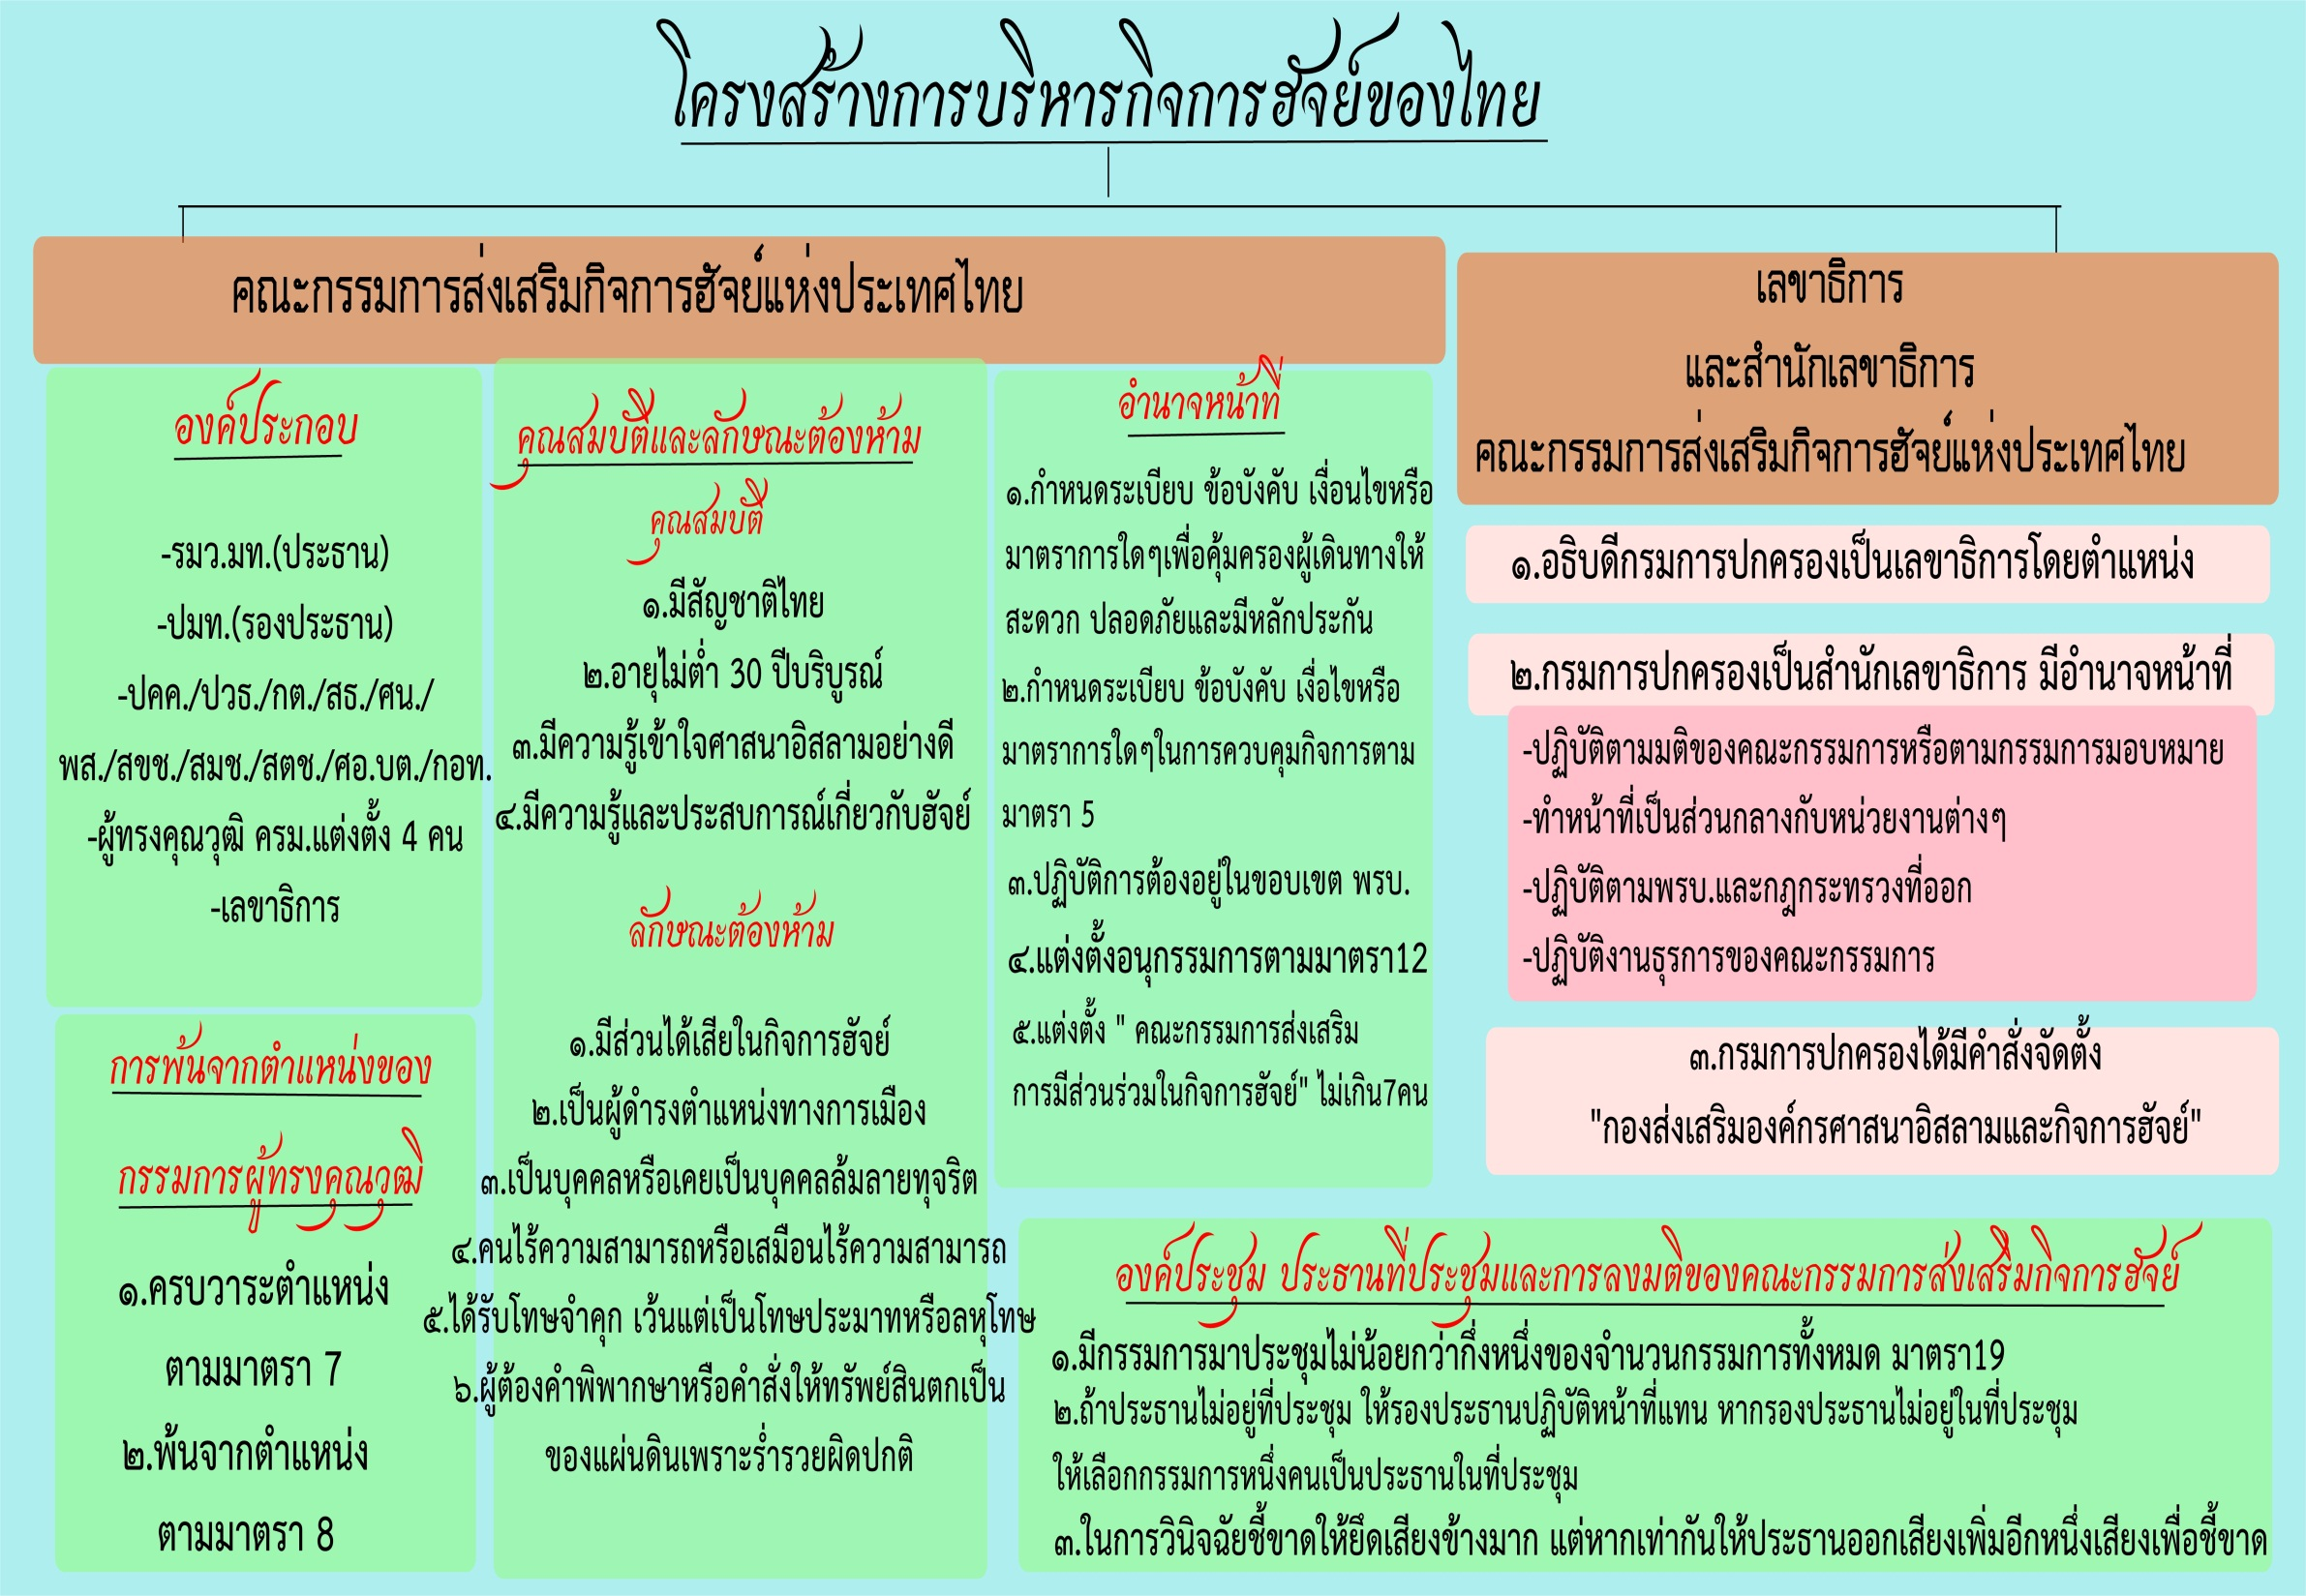 โครงสร้างการบริหารกิจการฮัจย์ของไทย
คณะกรรมการส่งเสริมกิจการฮัจย์แห่งประเทศไทย
องค์ประกอบ
-รมว.มท.(ประธาน)
-ปมท.(รองประธาน)
-ปคค./ปวธ./กต./สธ./ศน./
พส./สขช./สมช./สตช./ศอ.บต./กอท.
-ผู้ทรงคุณวุฒิ ครม.แต่งตั้ง 4 คน
-เลขาธิการ
การพ้นจากตำแหน่งของ
กรรมการผู้ทรงคุณวุฒิ
๑.ครบวาระตำแหน่ง
ตามมาตรา 7
๒.พ้นจากตำแหน่ง
ตามมาตรา 8
คุณสมบัติและลักษณะต้องห้าม
คุณสมบัติ
๑.มีสัญชาติไทย
๒.อายุไม่ต่ำ 30 ปีบริบูรณ์
๓.มีความรู้เข้าใจศาสนาอิสลามอย่างดี
๔.มีความรู้และประสบการณ์เกี่ยวกับฮัจย์
ลักษณะต้องห้าม
๑.มีส่วนได้เสียในกิจการฮัจย์
๒.เป็นผู้ดำรงตำแหน่งทางการเมือง
๓.เป็นบุคคลหรือเคยเป็นบุคคลล้มลายทุจริต
๔.คนไร้ความสามารถหรือเสมือนไร้ความสามารถ
๕.ได้รับโทษจำคุก เว้นแต่เป็นโทษประมาทหรือลหุโทษ
๖.ผู้ต้องคำพิพากษาหรือคำสั่งให้ทรัพย์สินตกเป็น
ของแผ่นดินเพราะร่ำรวยผิดปกติ
อำนาจหน้าที่
๑.กำหนดระเบียบ ข้อบังคับ เงื่อนไขหรือ
มาตราการใดๆเพื่อคุ้มครองผู้เดินทางให้
สะดวก ปลอดภัยและมีหลักประกัน
๒.กำหนดระเบียบ ข้อบังคับ เงื่อไขหรือ
มาตราการใดๆในการควบคุมกิจการตาม
มาตรา 5
๓.ปฏิบัติการต้องอยู่ในขอบเขต พรบ.
๔.แต่งตั้งอนุกรรมการตามมาตรา12
๕.แต่งตั้ง " คณะกรรมการส่งเสริม
การมีส่วนร่วมในกิจการฮัจย์" ไม่เกิน7คน
เลขาธิการ
และสำนักเลขาธิการ
คณะกรรมการส่งเสริมกิจการฮัจย์แห่งประเทศไทย
๑.อธิบดีกรมการปกครองเป็นเลขาธิการโดยตำแหน่ง
๒.กรมการปกครองเป็นสำนักเลขาธิการ มีอำนาจหน้าที่
-ปฏิบัติตามมติของคณะกรรมการหรือตามกรรมการมอบหมาย
-ทำหน้าที่เป็นส่วนกลางกับหน่วยงานต่างๆ
-ปฏิบัติตามพรบ.และกฎกระทรวงที่ออก
-ปฏิบัติงานธุรการของคณะกรรมการ
๓.กรมการปกครองได้มีคำสั่งจัดตั้ง
"กองส่งเสริมองค์กรศาสนาอิสลามและกิจการฮัจย์"
องค์ประชุม ประธานที่ประชุมและการลงมติของคณะกรรมการส่งเสริมกิจการฮัจย์
๑.มีกรรมการมาประชุมไม่น้อยกว่ากึ่งหนึ่งของจำนวนกรรมการทั้งหมด มาตรา19
๒.ถ้าประธานไม่อยู่ที่ประชุม ให้รองประธานปฏิบัติหน้าที่แทน หากรองประธานไม่อยู่ในที่ประชุม
ให้เลือกกรรมการหนึ่งคนเป็นประธานในที่ประชุม
๓.ในการวินิจฉัยชี้ขาดให้ยึดเสียงข้างมาก แต่หากเท่ากันให้ประธานออกเสียงเพิ่มอีกหนึ่งเสียงเพื่อชี้ขาด